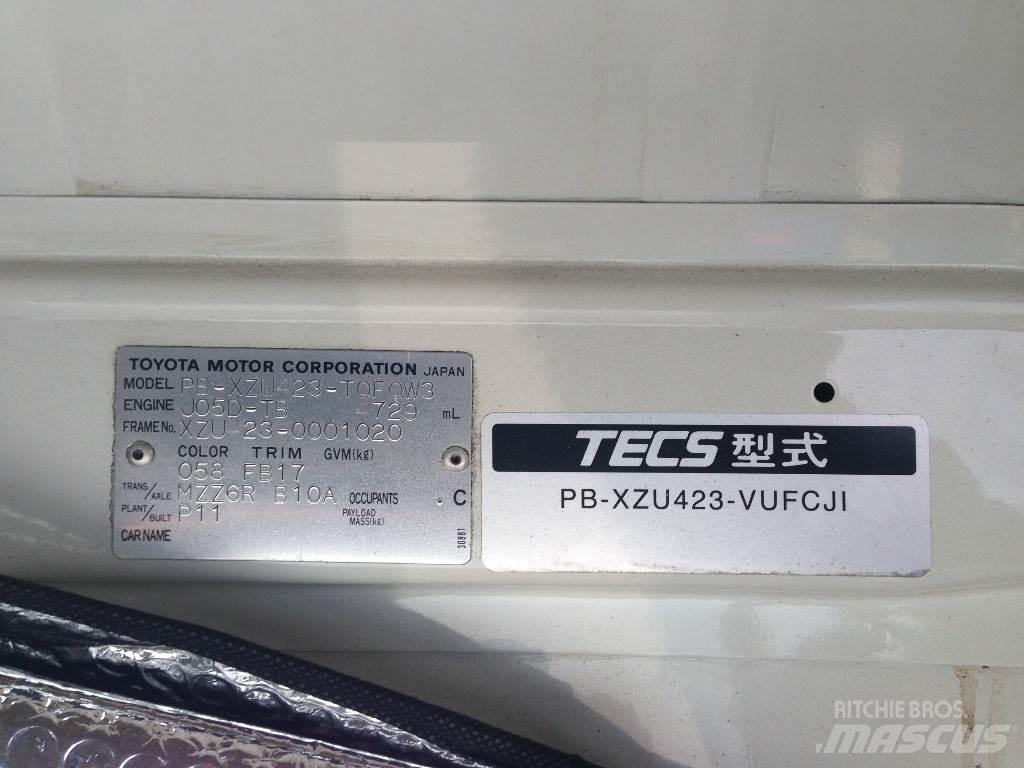 TOYOTA MOTOR CORPORATION JAPAN
MODEL PB-XZU423-TQFQW3
ENGINE J05D-TB 4729 mL
FRAME No. XZU423-0001020
COLOR TRIM GVM(kg)
058 FB17
TRANS/AXLE MZZ6R B10A OCCUPANTS C
PLANT/BUILT P11 PAYLOAD MASS(kg)
CAR NAME
30881
TECS 型式
PB-XZU423-VUFCJI
RITCHIE BROS
MASCUS